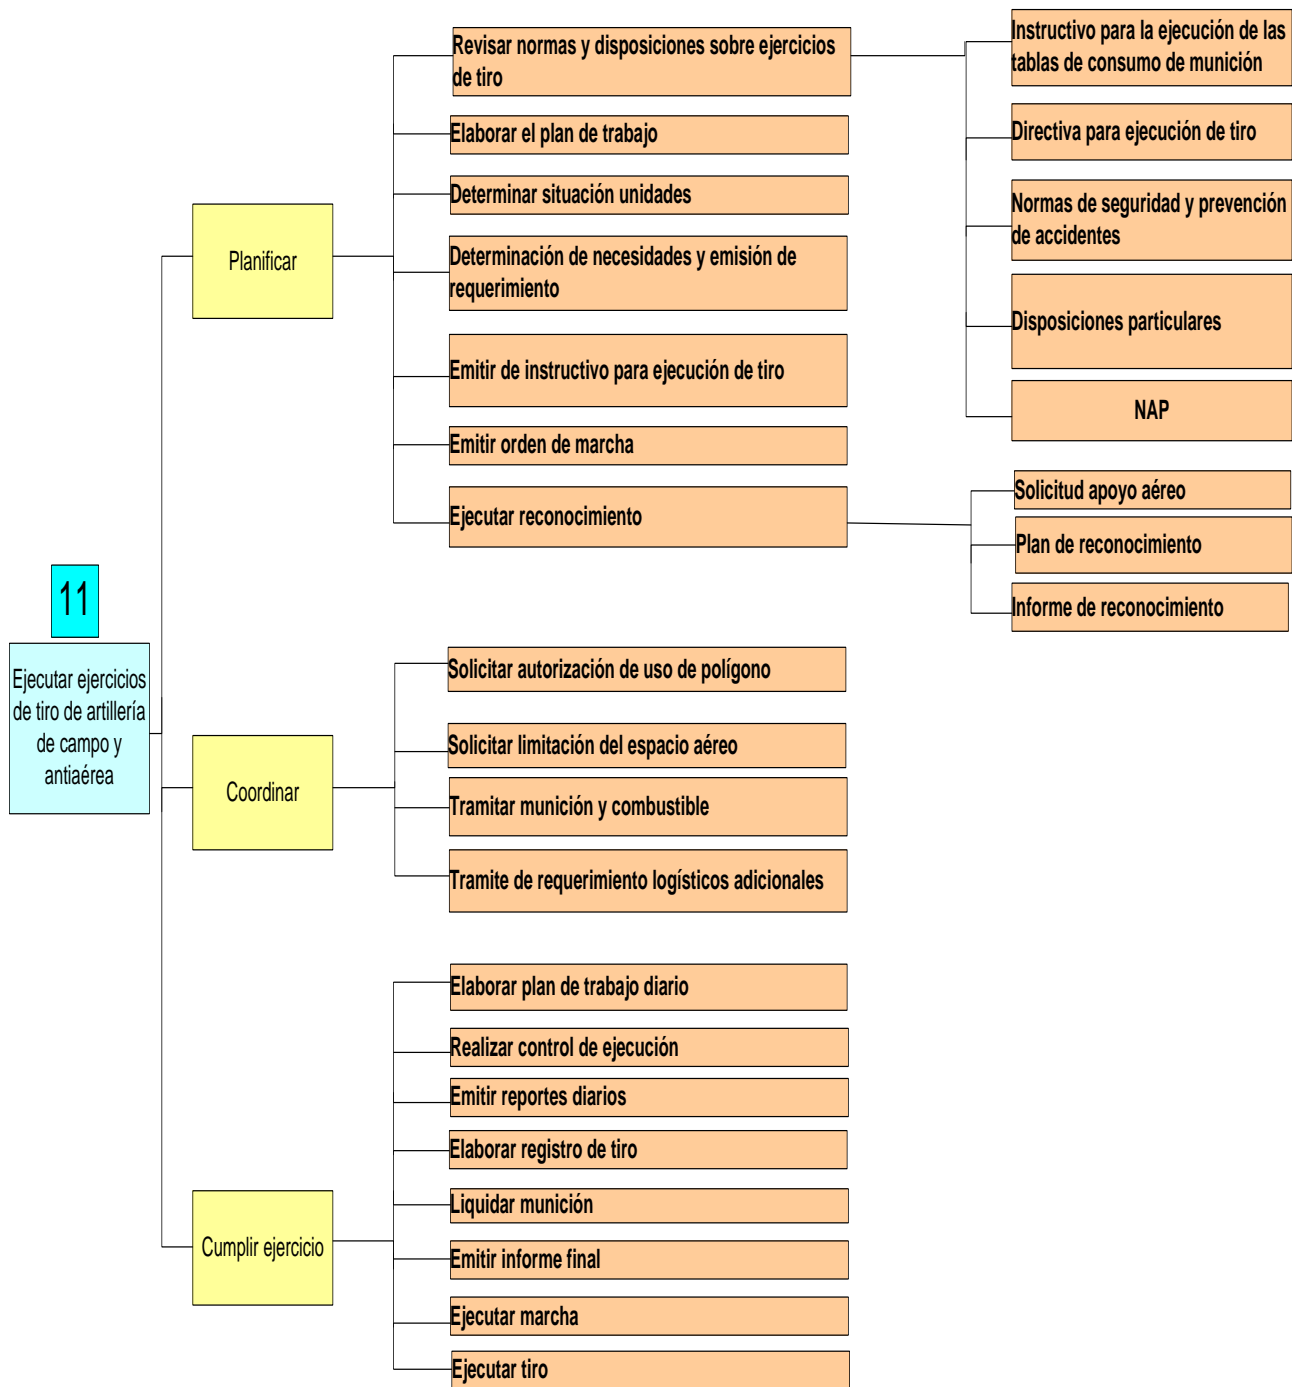 11
Ejecutar ejercicios
de tiro de artillería
de campo y
antiaérea
Planificar
Revisar normas y disposiciones sobre ejercicios
de tiro
Elaborar el plan de trabajo
Determinar situación unidades
Determinación de necesidades y emisión de
requerimiento
Emitir de instructivo para ejecución de tiro
Emitir orden de marcha
Ejecutar reconocimiento
Instructivo para la ejecución de las
tablas de consumo de munición
Directiva para ejecución de tiro
Normas de seguridad y prevención
de accidentes
Disposiciones particulares
NAP
Solicitud apoyo aéreo
Plan de reconocimiento
Informe de reconocimiento
Coordinar
Solicitar autorización de uso de polígono
Solicitar limitación del espacio aéreo
Tramitar munición y combustible
Tramite de requerimiento logísticos adicionales
Cumplir ejercicio
Elaborar plan de trabajo diario
Realizar control de ejecución
Emitir reportes diarios
Elaborar registro de tiro
Liquidar munición
Emitir informe final
Ejecutar marcha
Ejecutar tiro